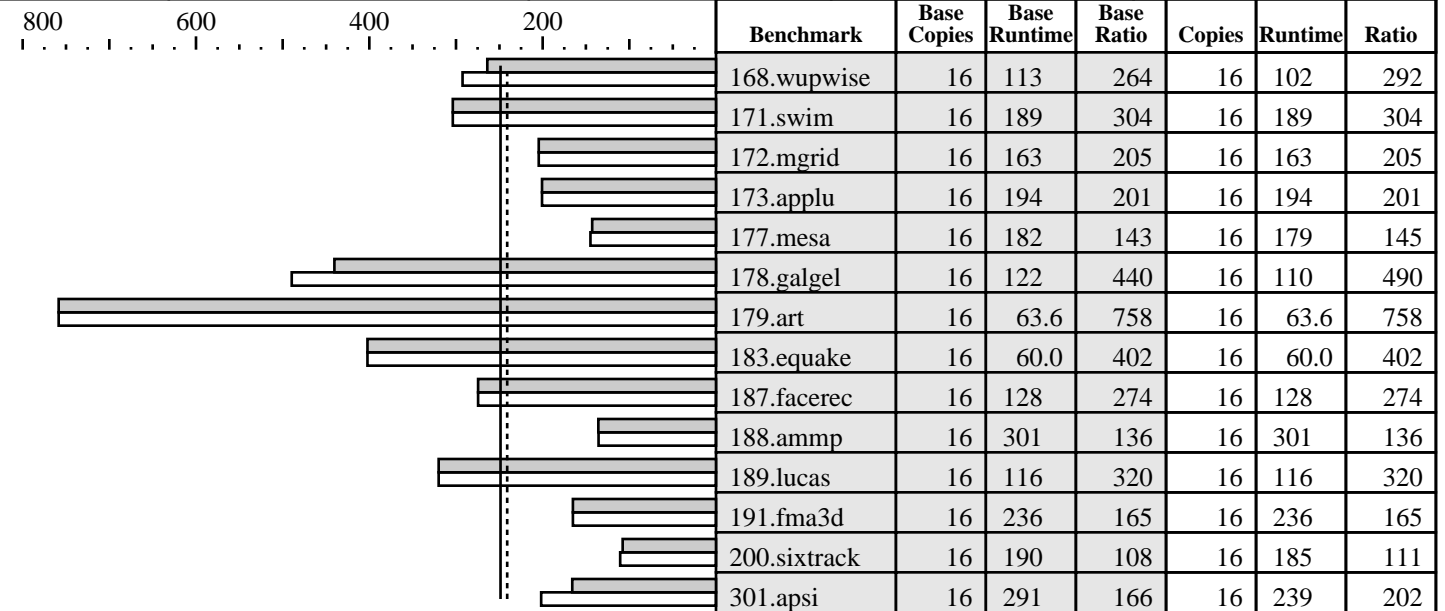 800 600 400 200
Benchmark Base Copies Base Runtime Base Ratio Copies Runtime Ratio
168.wupwise 16 113 264 16 102 292
171.swim 16 189 304 16 189 304
172.mgrid 16 163 205 16 163 205
173.applu 16 194 201 16 194 201
177.mesa 16 182 143 16 179 145
178.galgel 16 122 440 16 110 490
179.art 16 63.6 758 16 63.6 758
183.equake 16 60.0 402 16 60.0 402
187.facerec 16 128 274 16 128 274
188.ammp 16 301 136 16 301 136
189.lucas 16 116 320 16 116 320
191.fma3d 16 236 165 16 236 165
200.sixtrack 16 190 108 16 185 111
301.apsi 16 291 166 16 239 202